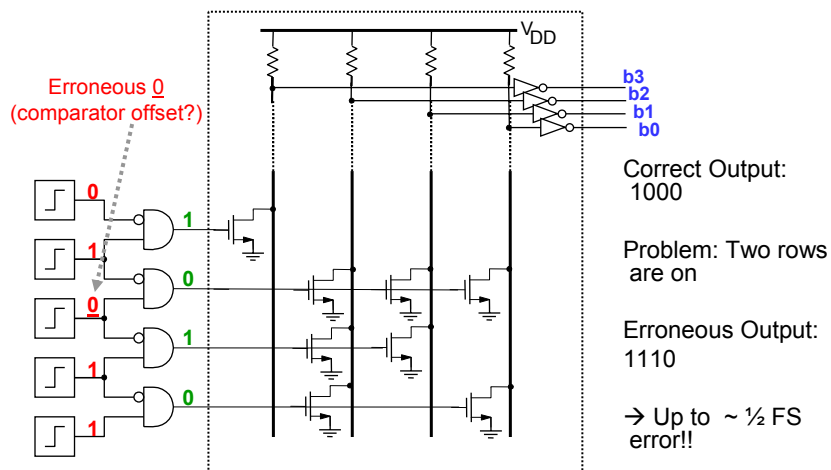 V_DD
b3
b2
b1
b0
Erroneous 0
(comparator offset?)
0
1
0
1
1
1
0
1
0
Correct Output:
1000
Problem: Two rows
are on
Erroneous Output:
1110
→ Up to ~ ½ FS
error!!